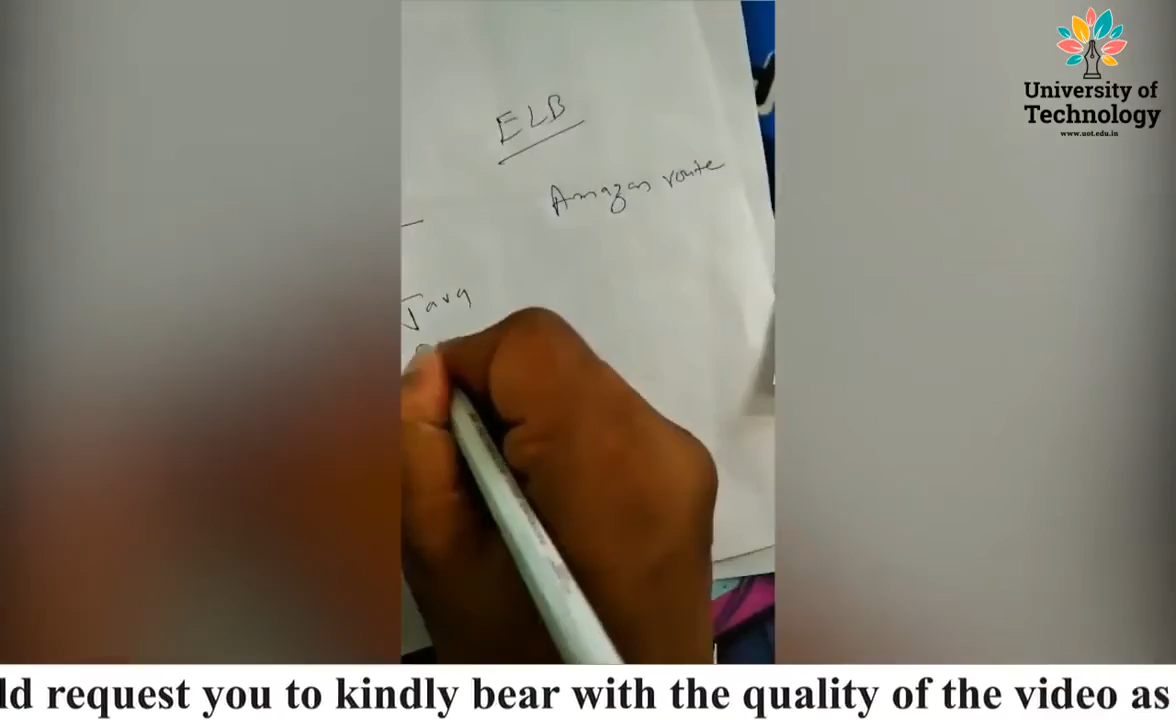 University of
Technology
www.uot.edu.in
ELB
Amazon route
Java
ld request you to kindly bear with the quality of the video as